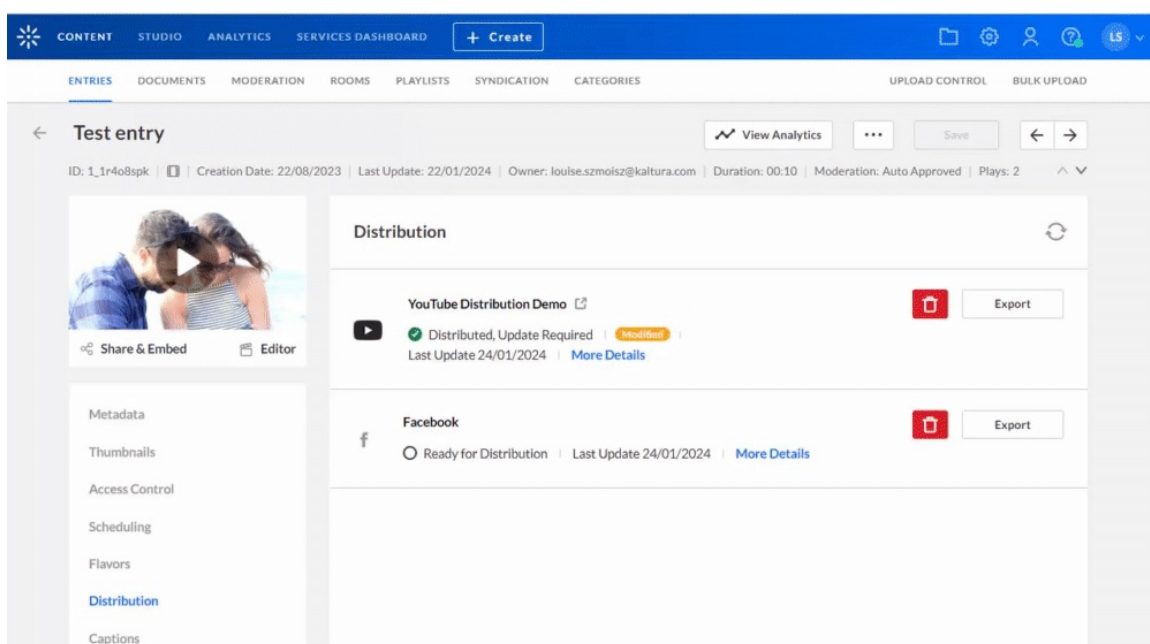 CONTENT STUDIO ANALYTICS SERVICES DASHBOARD + Create LS
ENTRIES DOCUMENTS MODERATION ROOMS PLAYLISTS SYNDICATION CATEGORIES UPLOAD CONTROL BULK UPLOAD
Test entry View Analytics ... Save
ID: 1_1r4o8spk | Creation Date: 22/08/2023 | Last Update: 22/01/2024 | Owner: louise.szmoisz@kaltura.com | Duration: 00:10 | Moderation: Auto Approved | Plays: 2
Share & Embed Editor
Metadata
Thumbnails
Access Control
Scheduling
Flavors
Distribution
Captions
Distribution
YouTube Distribution Demo Export
Distributed, Update Required | Modified |
Last Update 24/01/2024 | More Details
Facebook Export
Ready for Distribution | Last Update 24/01/2024 | More Details